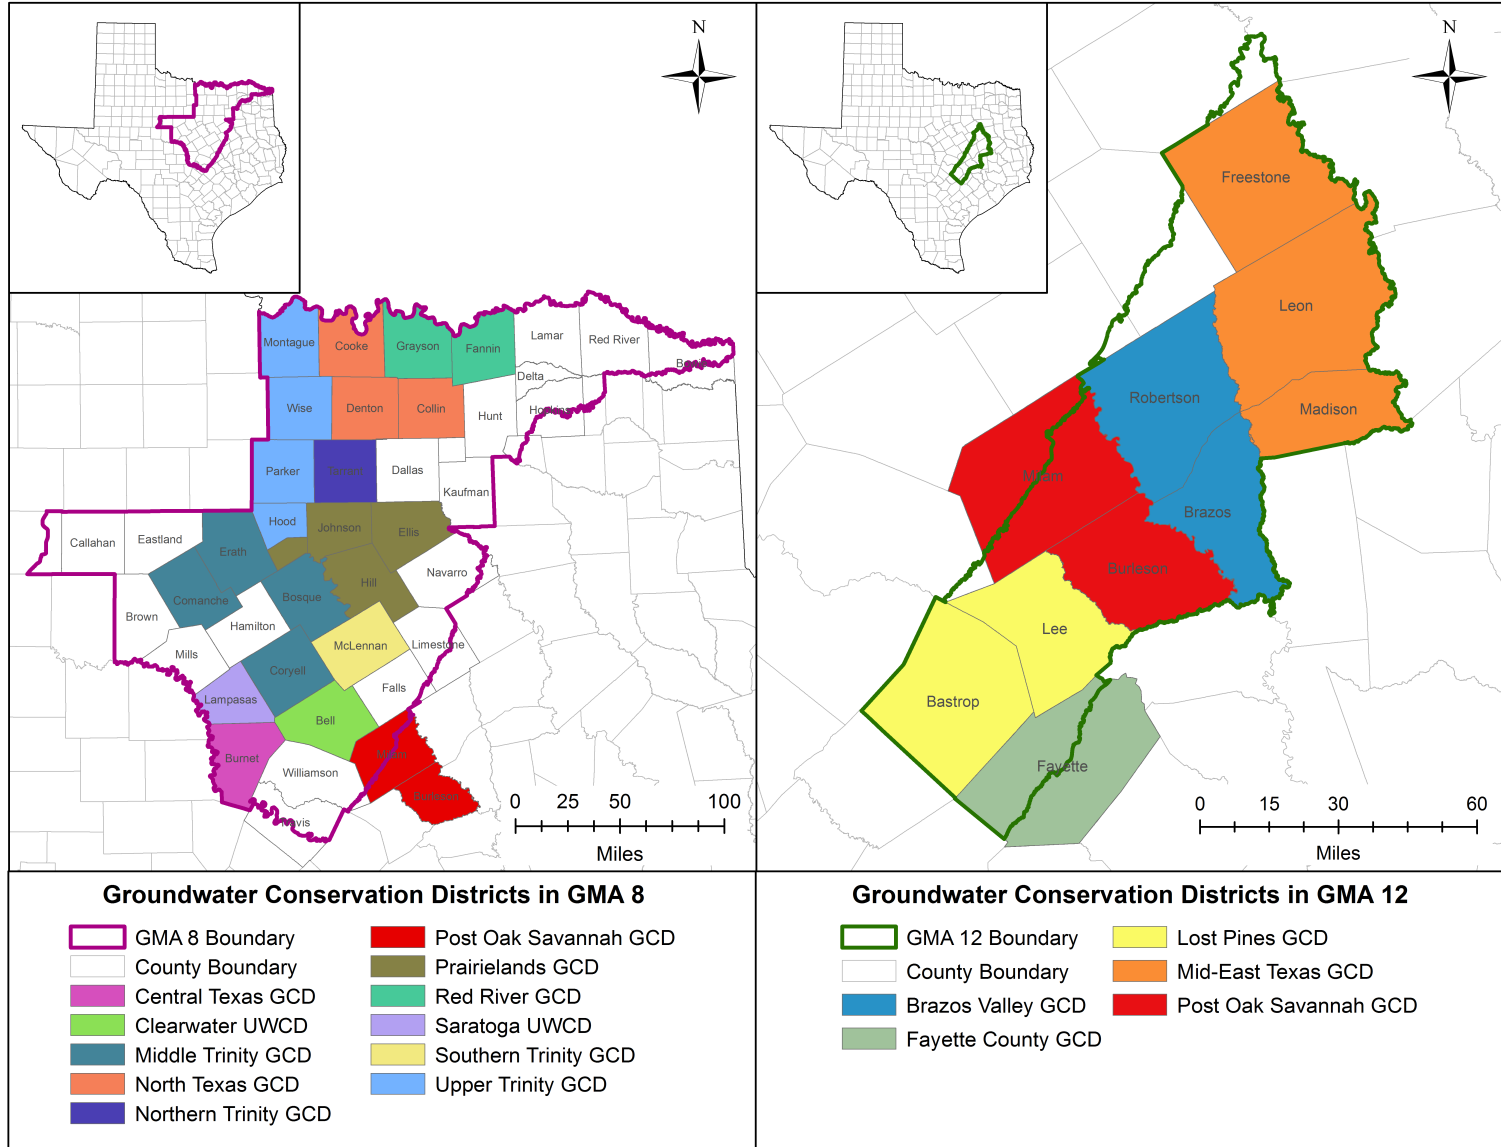 N
Montague
Cooke
Grayson
Fannin
Lamar
Red River
Delta
Wise
Denton
Collin
Hunt
Parker
Dallas
Kaufman
Hood
Johnson
Ellis
Callahan
Eastland
Erath
Navarro
Hill
Comanche
Bosque
Brown
Hamilton
McLennan
Limestone
Mills
Coryell
Falls
Lampasas
Bell
Burnet
Milam
Williamson
Burleson
Travis
0 25 50 100
Miles
Groundwater Conservation Districts in GMA 8
GMA 8 Boundary
County Boundary
Central Texas GCD
Clearwater UWCD
Middle Trinity GCD
North Texas GCD
Northern Trinity GCD
Post Oak Savannah GCD
Prairielands GCD
Red River GCD
Saratoga UWCD
Southern Trinity GCD
Upper Trinity GCD
N
Freestone
Leon
Robertson
Madison
Milam
Brazos
Burleson
Lee
Bastrop
Fayette
0 15 30 60
Miles
Groundwater Conservation Districts in GMA 12
GMA 12 Boundary
County Boundary
Brazos Valley GCD
Fayette County GCD
Lost Pines GCD
Mid-East Texas GCD
Post Oak Savannah GCD